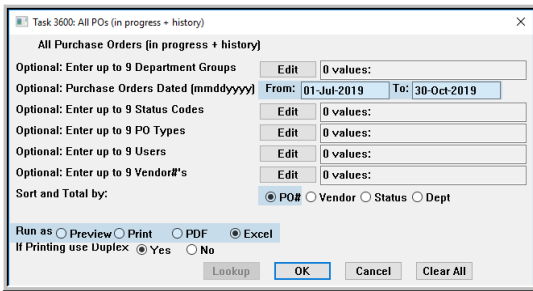 Task 3600: All POs (in progress + history)
All Purchase Orders (in progress + history)
Optional: Enter up to 9 Department Groups Edit 0 values:
Optional: Purchase Orders Dated (mmddyyyy) From: 01-Jul-2019 To: 30-Oct-2019
Optional: Enter up to 9 Status Codes Edit 0 values:
Optional: Enter up to 9 PO Types Edit 0 values:
Optional: Enter up to 9 Users Edit 0 values:
Optional: Enter up to 9 Vendor#'s Edit 0 values:
Sort and Total by: PO# Vendor Status Dept
Run as Preview Print PDF Excel
If Printing use Duplex Yes No
Lookup OK Cancel Clear All